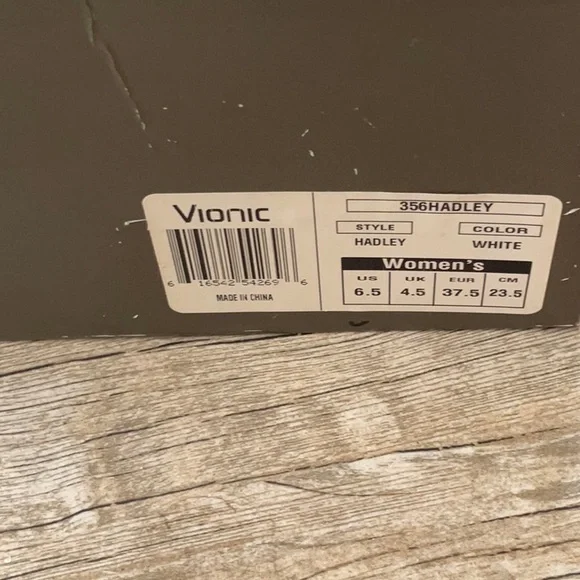 Vionic
6 16542 54269 6
MADE IN CHINA
356HADLEY
STYLE COLOR
HADLEY WHITE
Women's
US UK EUR CM
6.5 4.5 37.5 23.5